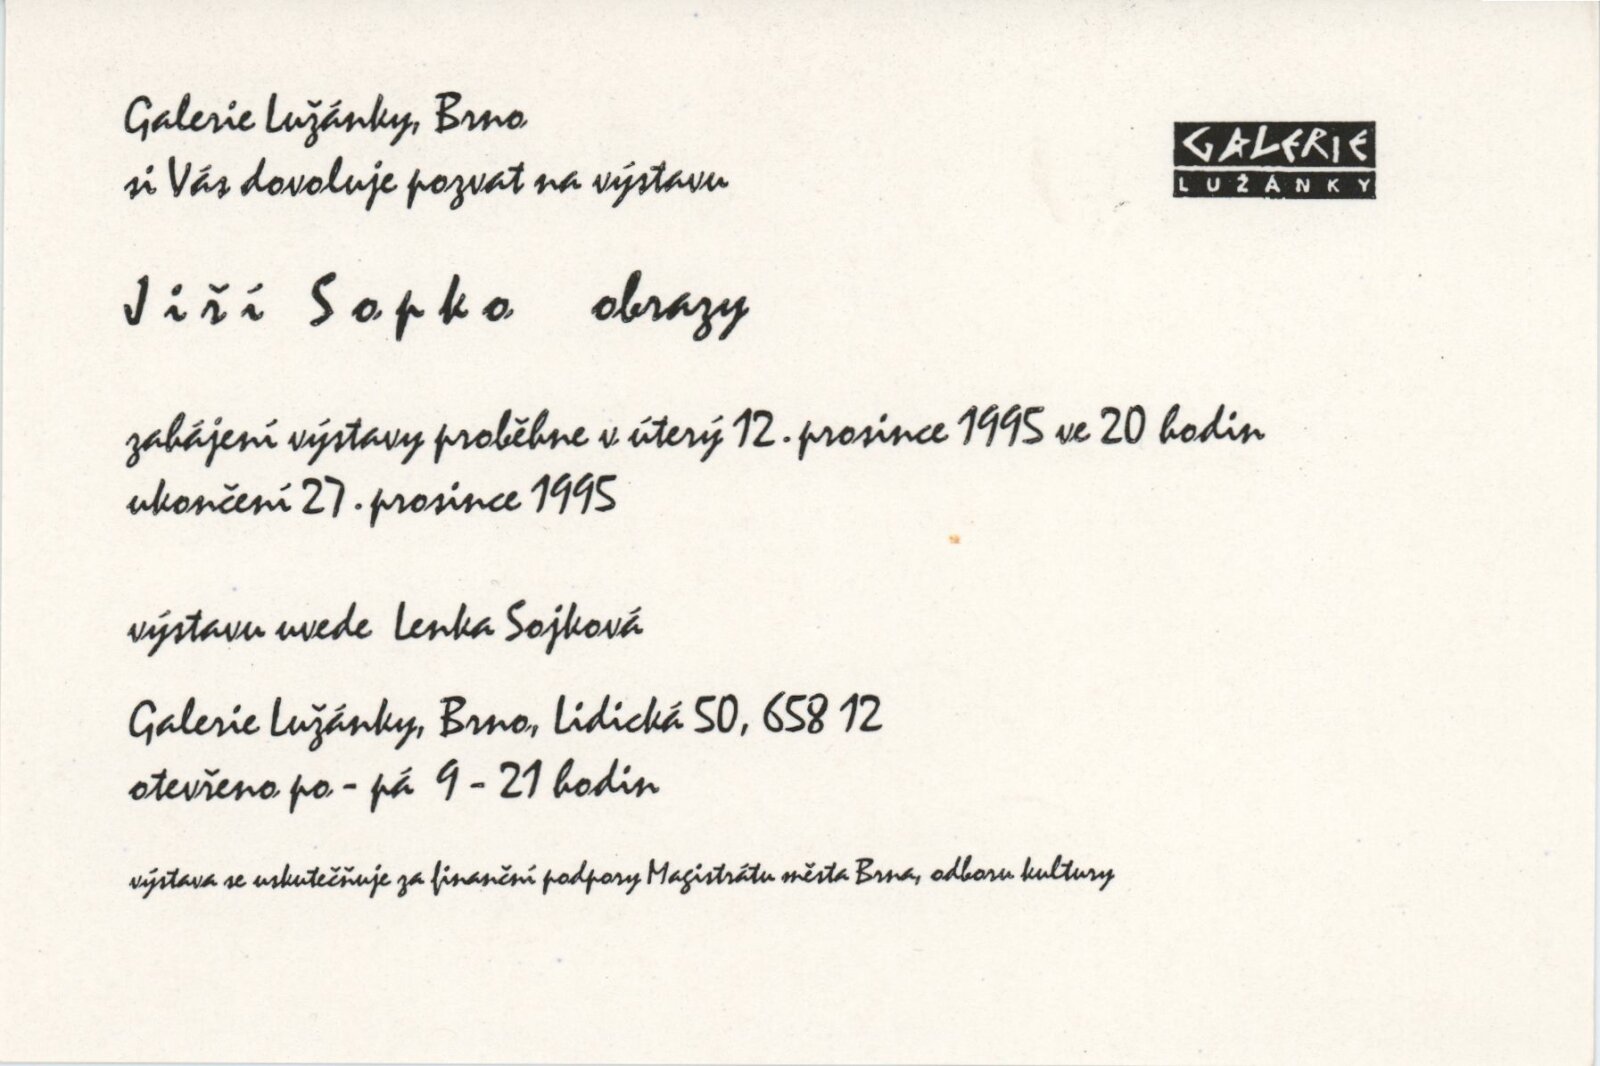 Galerie Lužánky, Brno
si Vás dovoluje pozvat na výstavu
GALERIE
LUŽÁNKY
Jiří Sopko obrazy
zahájení výstavy proběhne v úterý 12. prosince 1995 ve 20 hodin
ukončení 27. prosince 1995
výstavu uvede Lenka Sojková
Galerie Lužánky, Brno, Lidická 50, 658 12
otevřeno po - pá 9 - 21 hodin
výstava se uskutečňuje za finanční podpory Magistrátu města Brna, odboru kultury